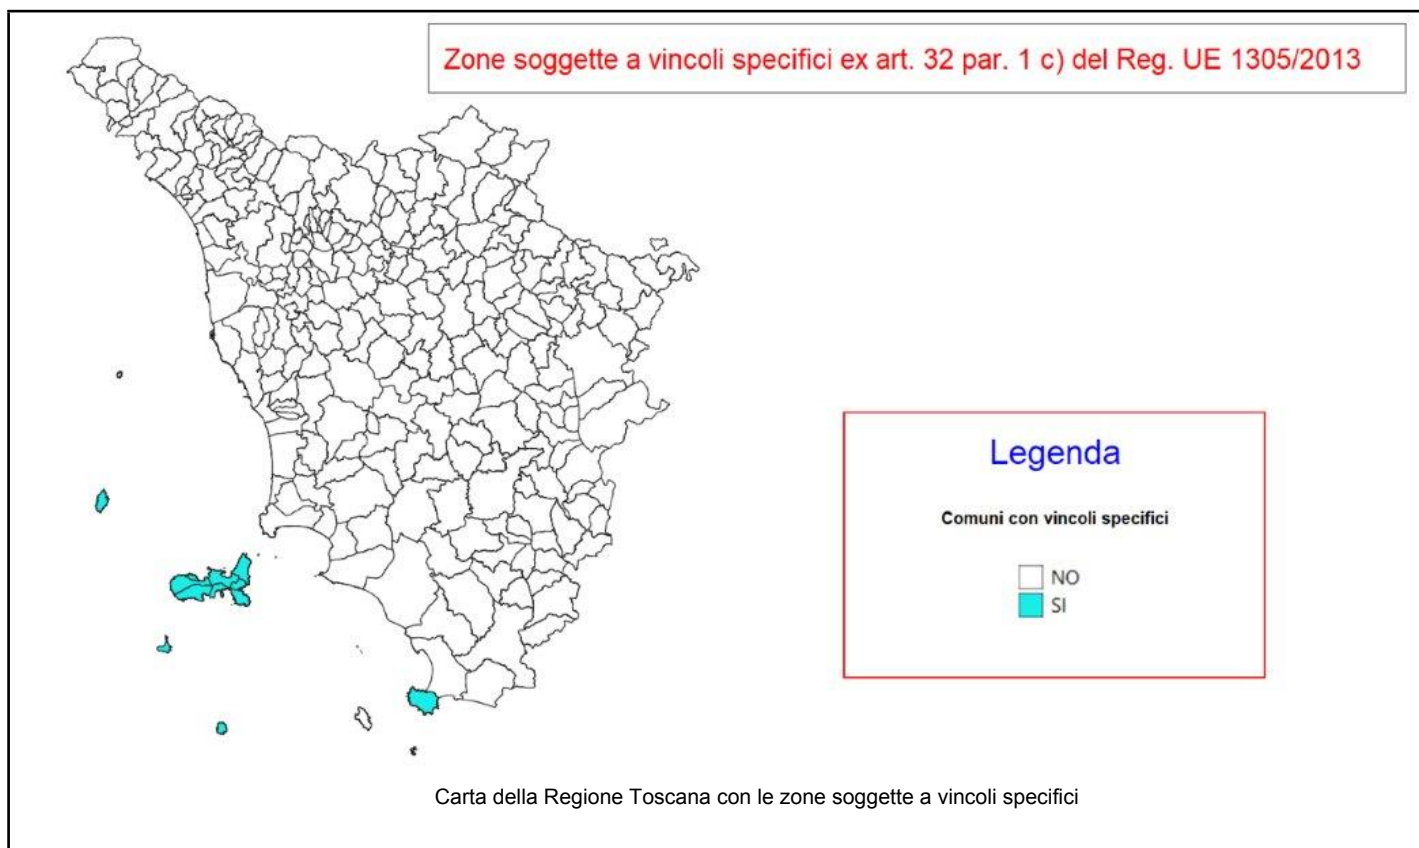 Zone soggette a vincoli specifici ex art. 32 par. 1 c) del Reg. UE 1305/2013
Legenda
Comuni con vincoli specifici
NO
SI
Carta della Regione Toscana con le zone soggette a vincoli specifici